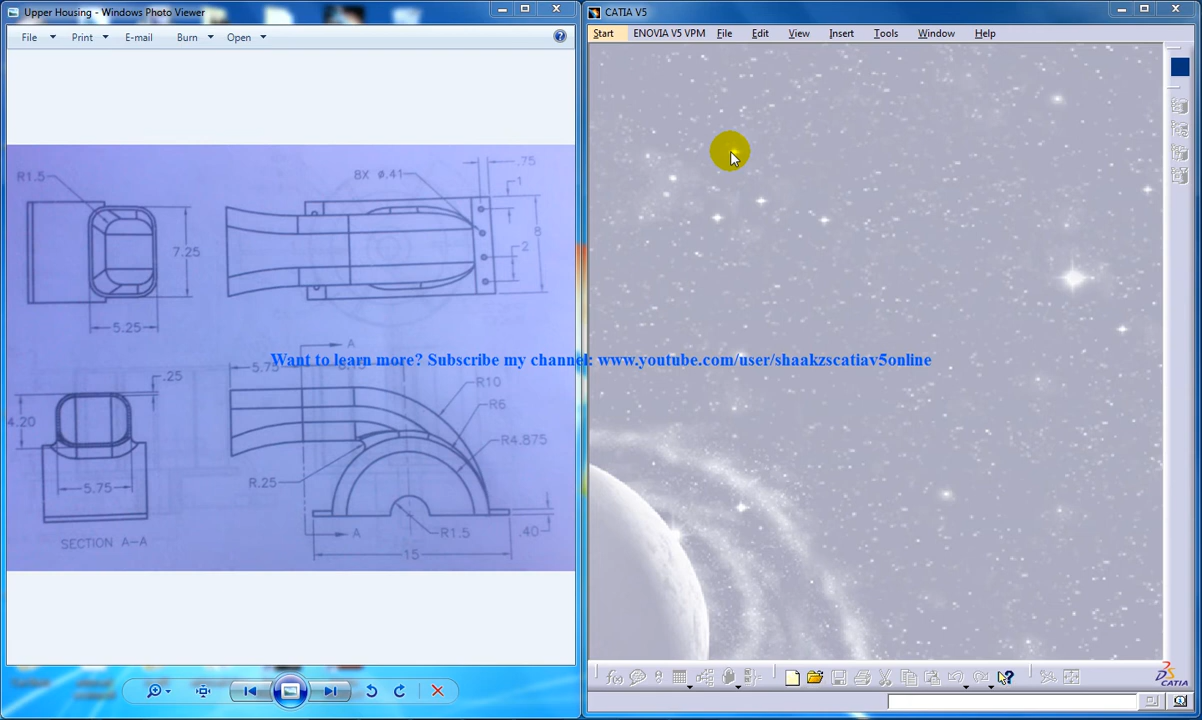 Upper Housing - Windows Photo Viewer
File Print E-mail Burn Open
R1.5
8X ø.41
.75
1
8
2
7.25
5.25
A
5.75
.25
4.20
R10
R6
R4.875
R.25
5.75
SECTION A-A
A
R1.5
.40
15
Want to learn more? Subscribe my channel: www.youtube.com/user/shaakzscatiav5online
CATIA V5
Start ENOVIA V5 VPM File Edit View Insert Tools Window Help
f(x)
CATIA